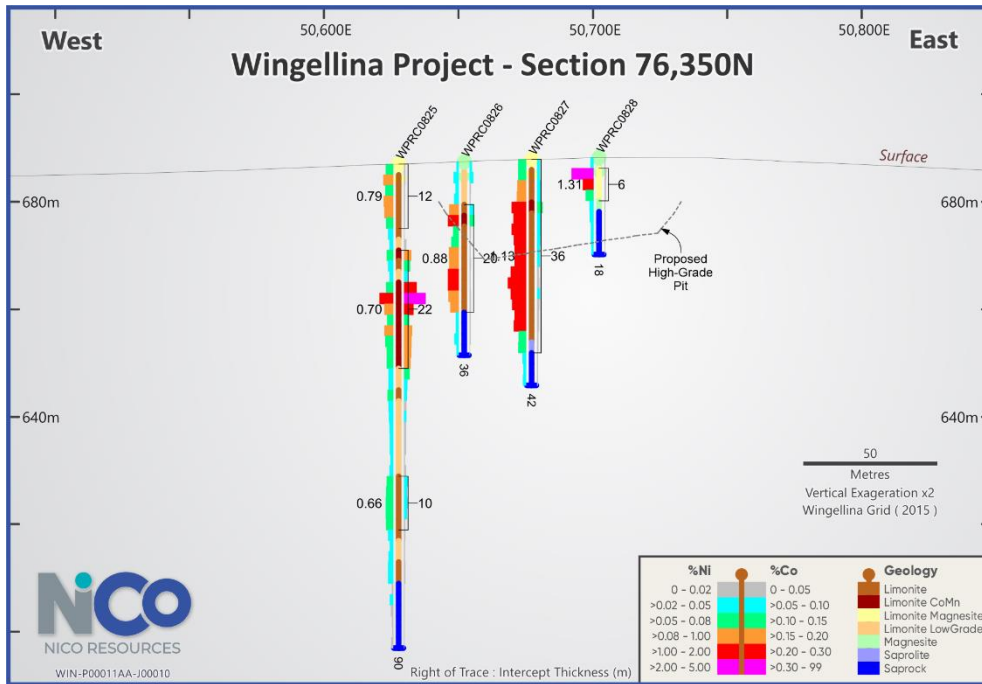 50,600E
50,700E
50,800E
West
East
Wingellina Project - Section 76,350N
WPRC0825
WPRC0826
WPRC0827
WPRC0828
Surface
680m
680m
0.79
12
1.31
6
0.88
20
1.13
36
18
Proposed
High-Grade
Pit
0.70
22
36
42
640m
640m
0.66
10
90
50
Metres
Vertical Exageration x2
Wingellina Grid ( 2015 )
NiCo
NICO RESOURCES
WIN-P00011AA-J00010
Right of Trace : Intercept Thickness (m)
%Ni %Co Geology
0 - 0.02 0 - 0.05 Limonite
>0.02 - 0.05 >0.05 - 0.10 Limonite CoMn
>0.05 - 0.08 >0.10 - 0.15 Limonite Magnesite
>0.08 - 1.00 >0.15 - 0.20 Limonite LowGrade
>1.00 - 2.00 >0.20 - 0.30 Magnesite
>2.00 - 5.00 >0.30 - 99 Saprolite
Saprock